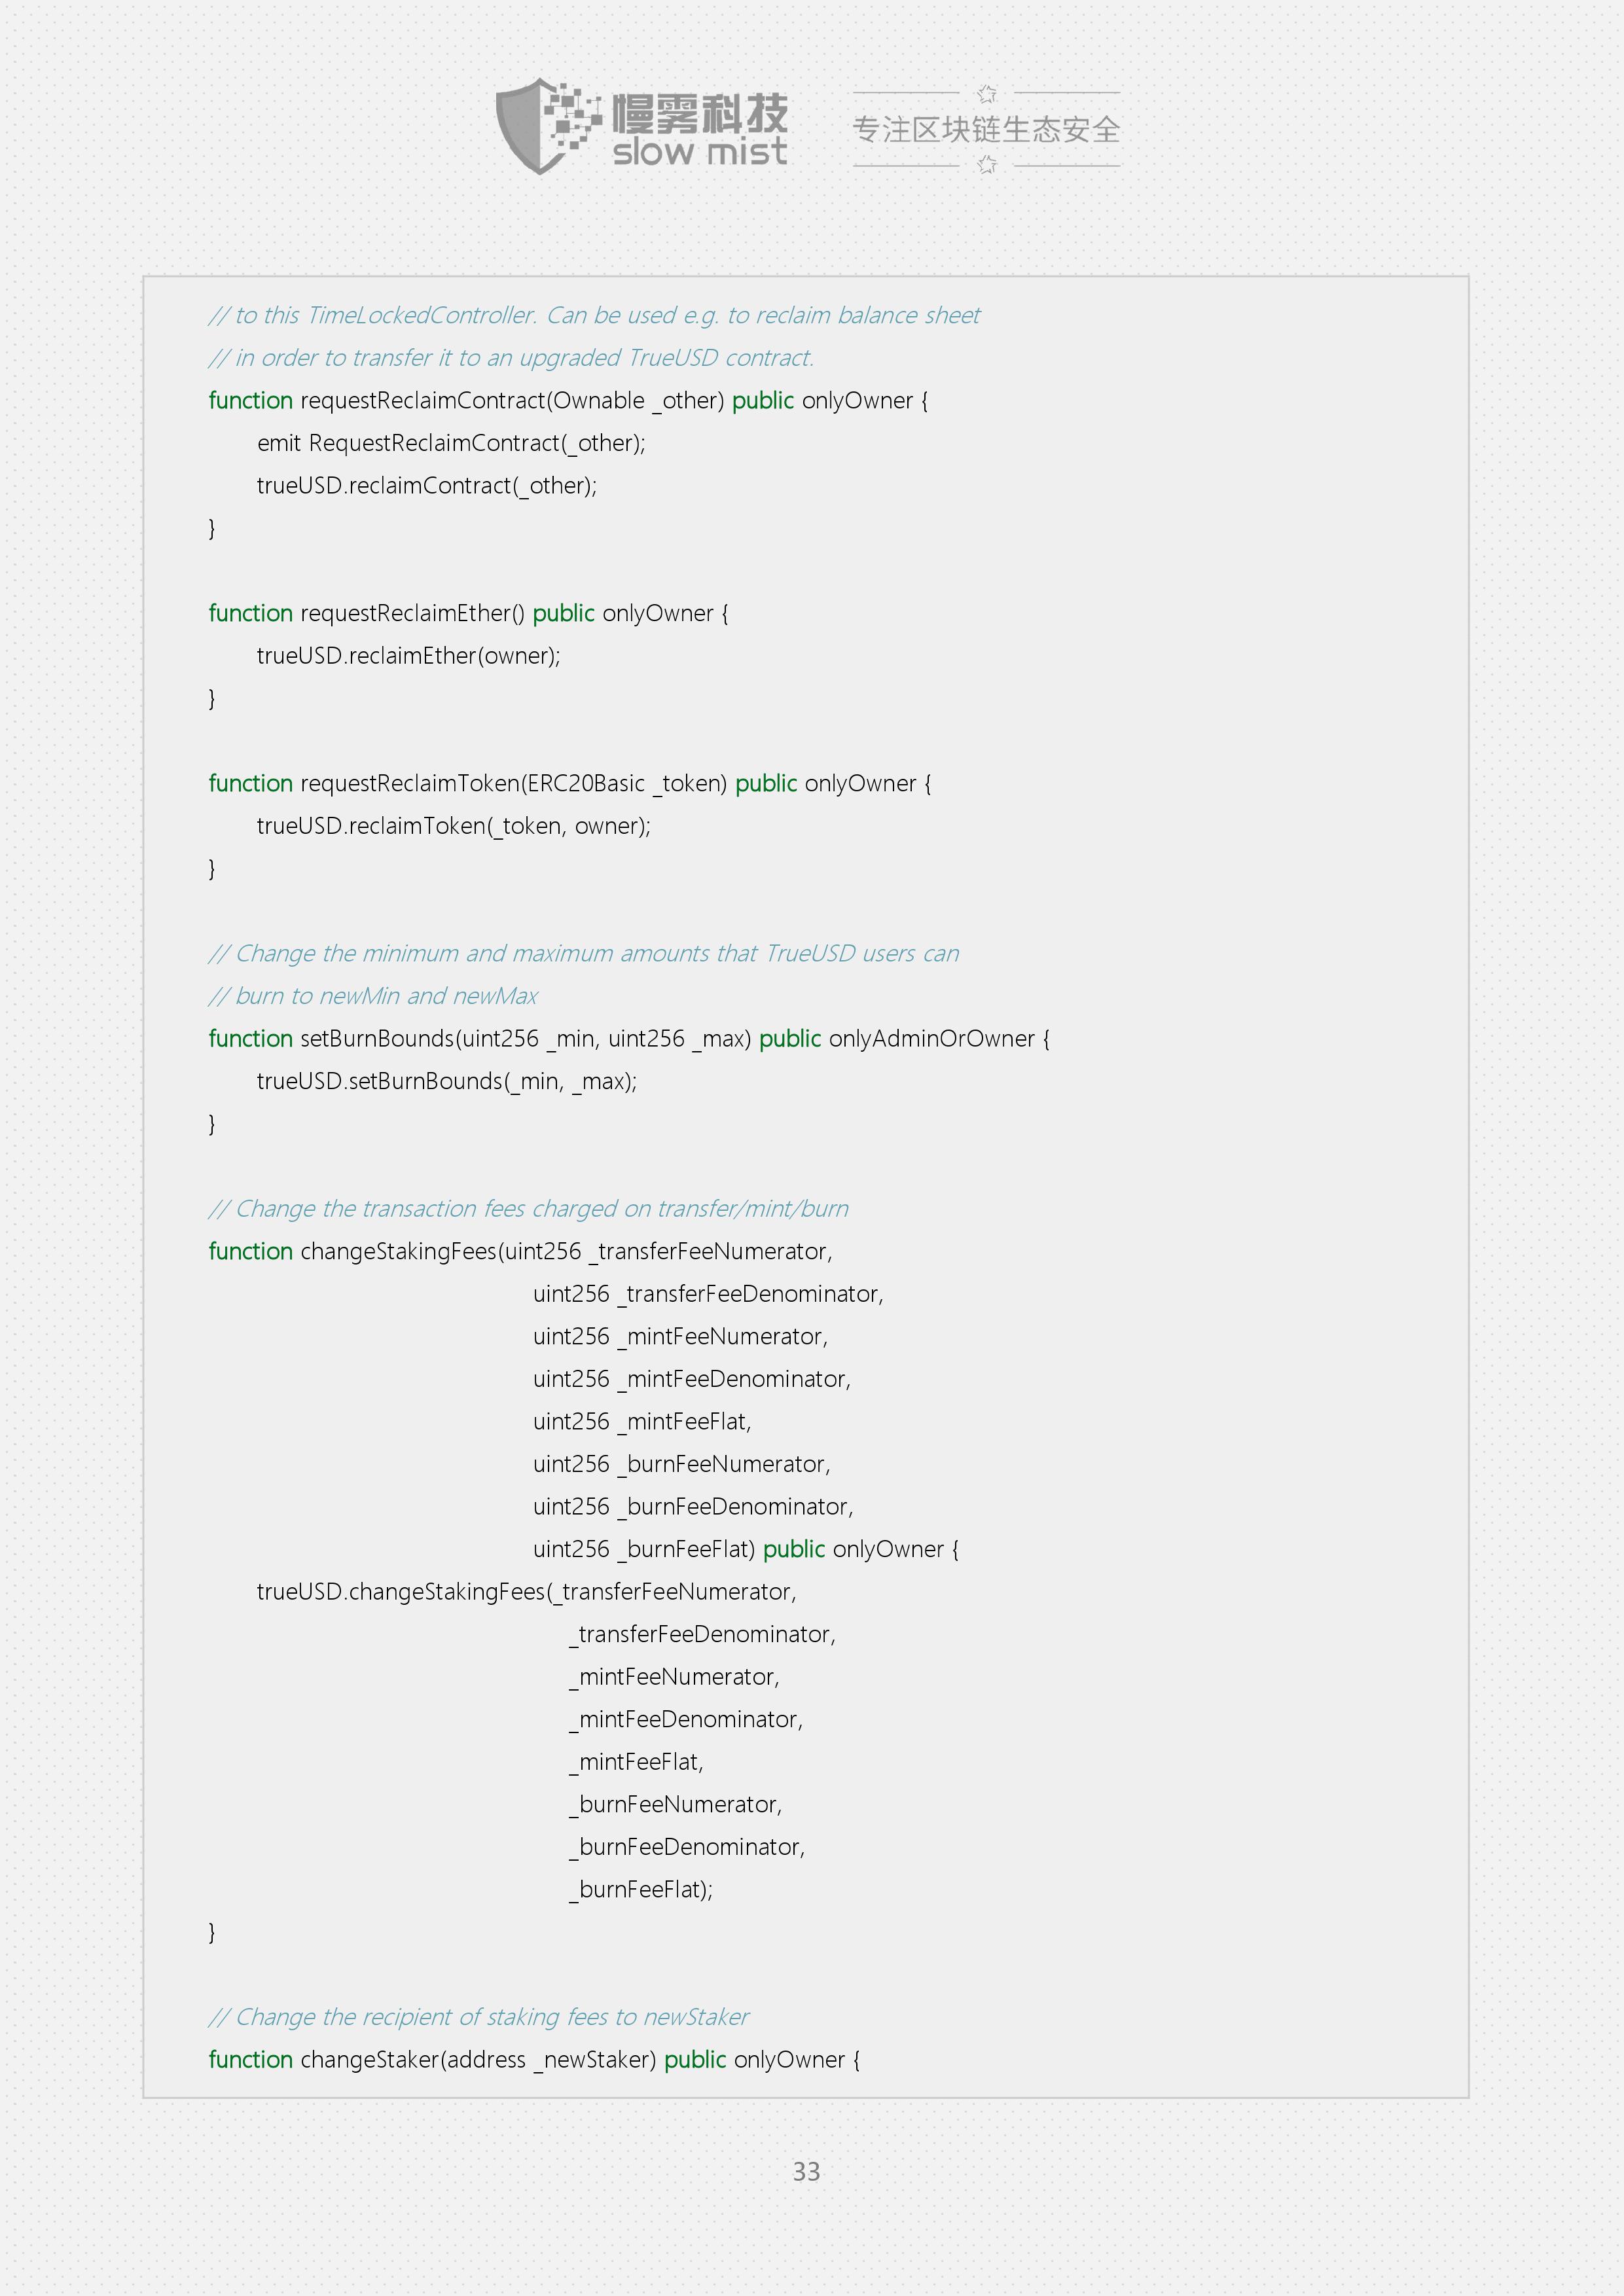 慢雾科技
slow mist
专注区块链生态安全
// to this TimeLockedController. Can be used e.g. to reclaim balance sheet
// in order to transfer it to an upgraded TrueUSD contract.
function requestReclaimContract(Ownable _other) public onlyOwner {
emit RequestReclaimContract(_other);
trueUSD.reclaimContract(_other);
}
function requestReclaimEther() public onlyOwner {
trueUSD.reclaimEther(owner);
}
function requestReclaimToken(ERC20Basic _token) public onlyOwner {
trueUSD.reclaimToken(_token, owner);
}
// Change the minimum and maximum amounts that TrueUSD users can
// burn to newMin and newMax
function setBurnBounds(uint256 _min, uint256 _max) public onlyAdminOrOwner {
trueUSD.setBurnBounds(_min, _max);
}
// Change the transaction fees charged on transfer/mint/burn
function changeStakingFees(uint256 _transferFeeNumerator,
uint256 _transferFeeDenominator,
uint256 _mintFeeNumerator,
uint256 _mintFeeDenominator,
uint256 _mintFeeFlat,
uint256 _burnFeeNumerator,
uint256 _burnFeeDenominator,
uint256 _burnFeeFlat) public onlyOwner {
trueUSD.changeStakingFees(_transferFeeNumerator,
_transferFeeDenominator,
_mintFeeNumerator,
_mintFeeDenominator,
_mintFeeFlat,
_burnFeeNumerator,
_burnFeeDenominator,
_burnFeeFlat);
}
// Change the recipient of staking fees to newStaker
function changeStaker(address _newStaker) public onlyOwner {
33